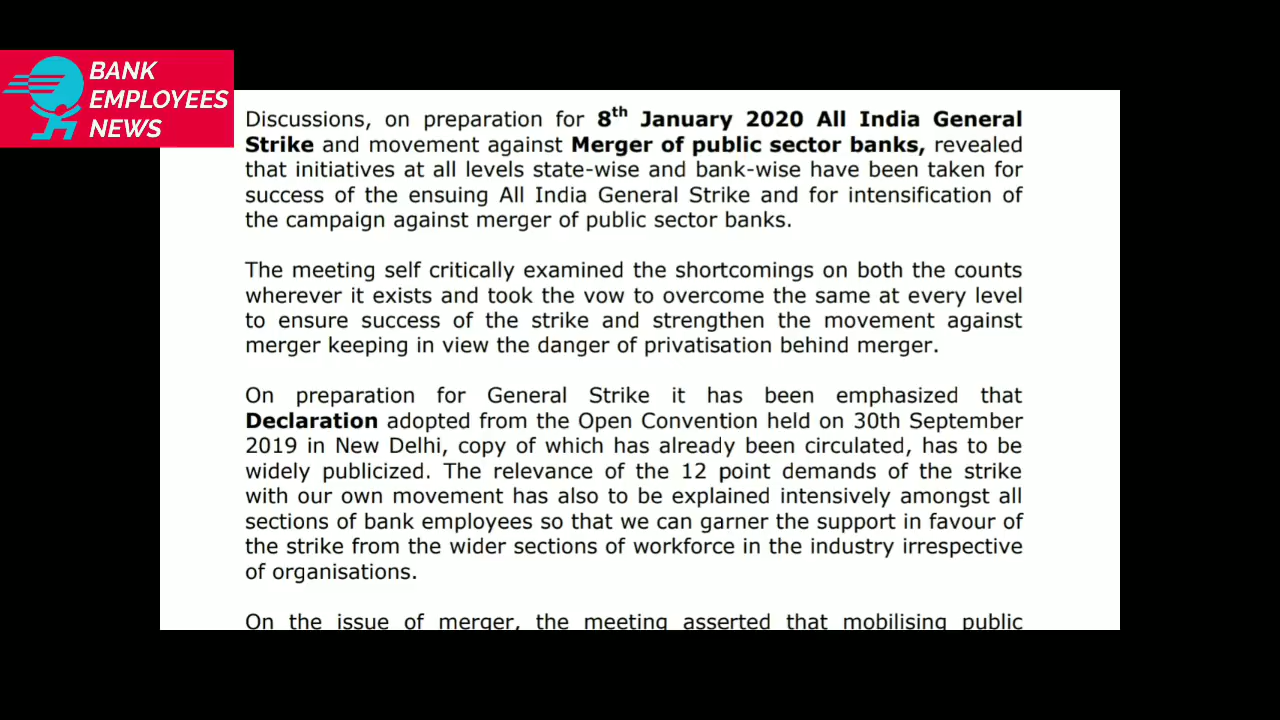 BANK
EMPLOYEES
NEWS
Discussions, on preparation for 8th January 2020 All India General
Strike and movement against Merger of public sector banks, revealed
that initiatives at all levels state-wise and bank-wise have been taken for
success of the ensuing All India General Strike and for intensification of
the campaign against merger of public sector banks.
The meeting self critically examined the shortcomings on both the counts
wherever it exists and took the vow to overcome the same at every level
to ensure success of the strike and strengthen the movement against
merger keeping in view the danger of privatisation behind merger.
On preparation for General Strike it has been emphasized that
Declaration adopted from the Open Convention held on 30th September
2019 in New Delhi, copy of which has already been circulated, has to be
widely publicized. The relevance of the 12 point demands of the strike
with our own movement has also to be explained intensively amongst all
sections of bank employees so that we can garner the support in favour of
the strike from the wider sections of workforce in the industry irrespective
of organisations.
On the issue of merger, the meeting asserted that mobilising public